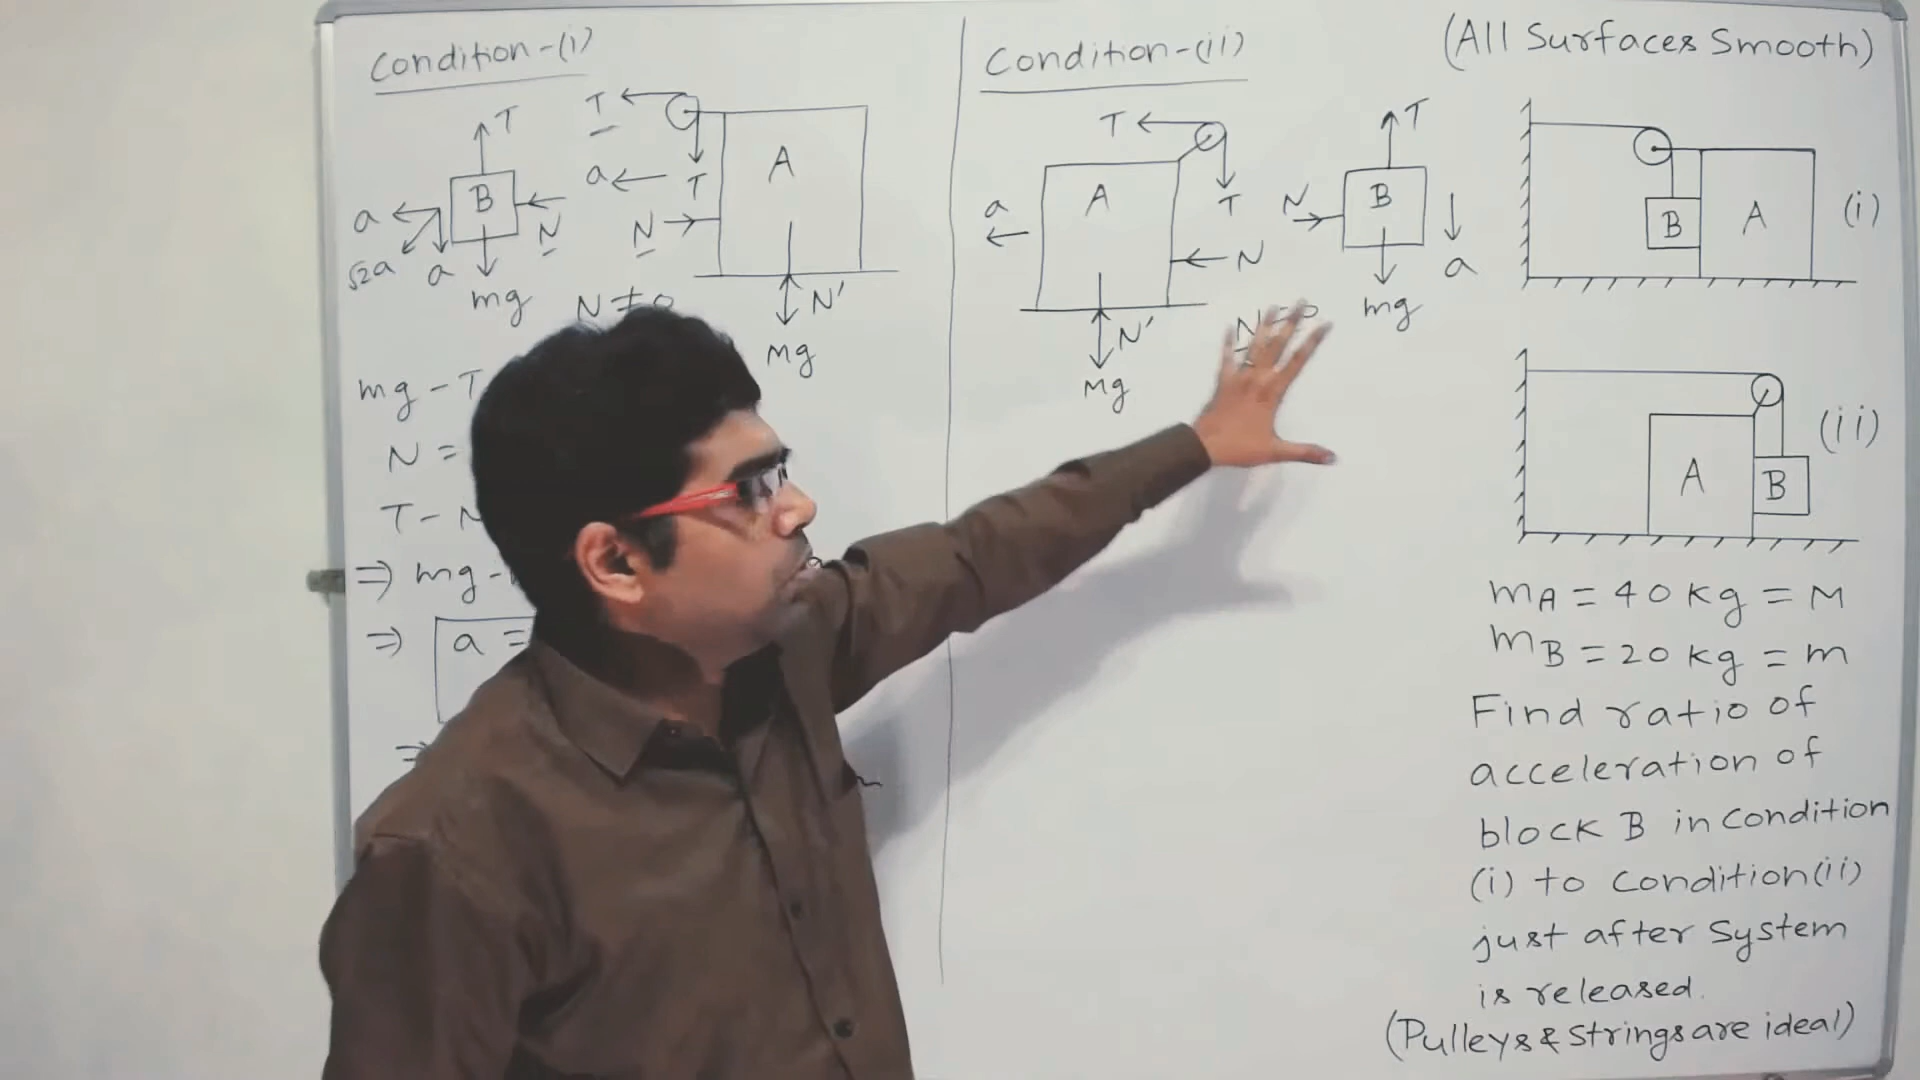 Condition-(i)
T
T
A
B
a
a
T
N
N
a
√2a
mg
N ≠ 0
N'
Mg
mg - T
N =
T - N
=> mg -
=> a =
=>
Condition-(ii)
T
T
A
B
a
T
N
N
a
N = 0
mg
N'
Mg
(All Surfaces Smooth)
B
A
(i)
A
B
(ii)
mA = 40 kg = M
mB = 20 kg = m
Find ratio of
acceleration of
block B in condition
(i) to condition(ii)
just after system
is released.
(Pulleys & strings are ideal)